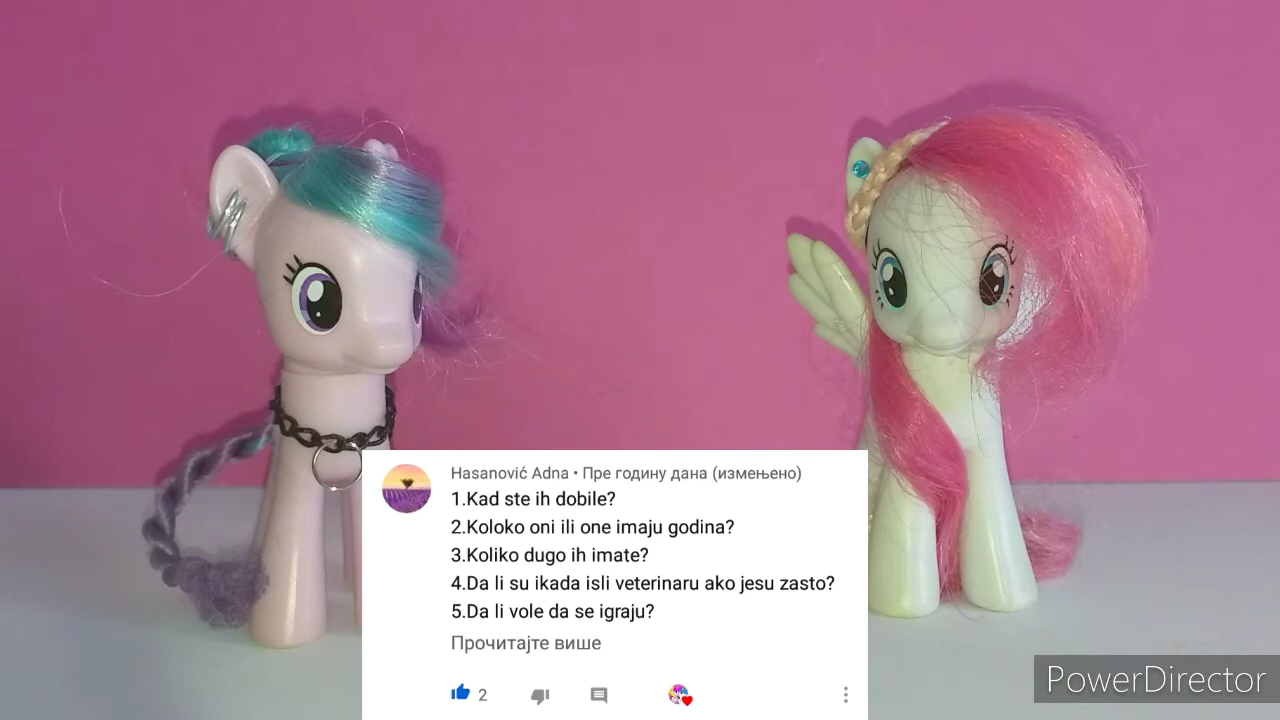 Hasanović Adna • Пре годину дана (измењено)
1.Kad ste ih dobile?
2.Koloko oni ili one imaju godina?
3.Koliko dugo ih imate?
4.Da li su ikada isli veterinaru ako jesu zasto?
5.Da li vole da se igraju?
Прочитајте више
2
PowerDirector